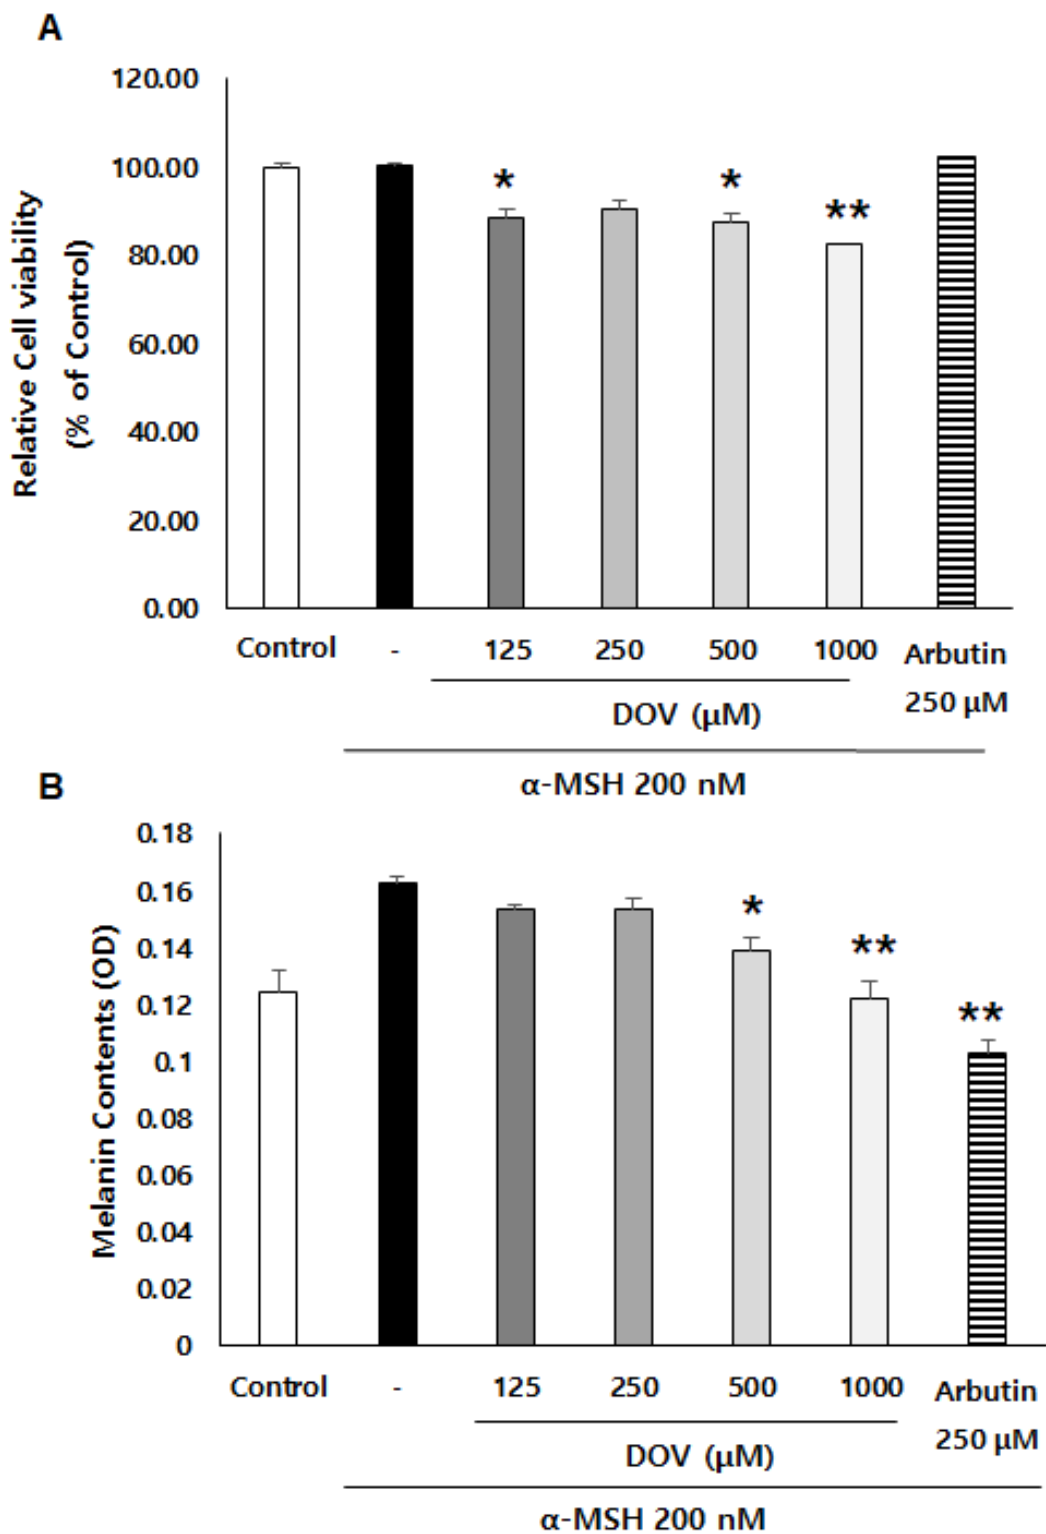 A
120.00
100.00
80.00
60.00
40.00
20.00
0.00
Relative Cell viability
(% of Control)
*
*
**
Control - 125 250 500 1000 Arbutin
250 μM
DOV (μM)
α-MSH 200 nM
B
0.18
0.16
0.14
0.12
0.1
0.08
0.06
0.04
0.02
0
Melanin Contents (OD)
*
**
**
Control - 125 250 500 1000 Arbutin
250 μM
DOV (μM)
α-MSH 200 nM